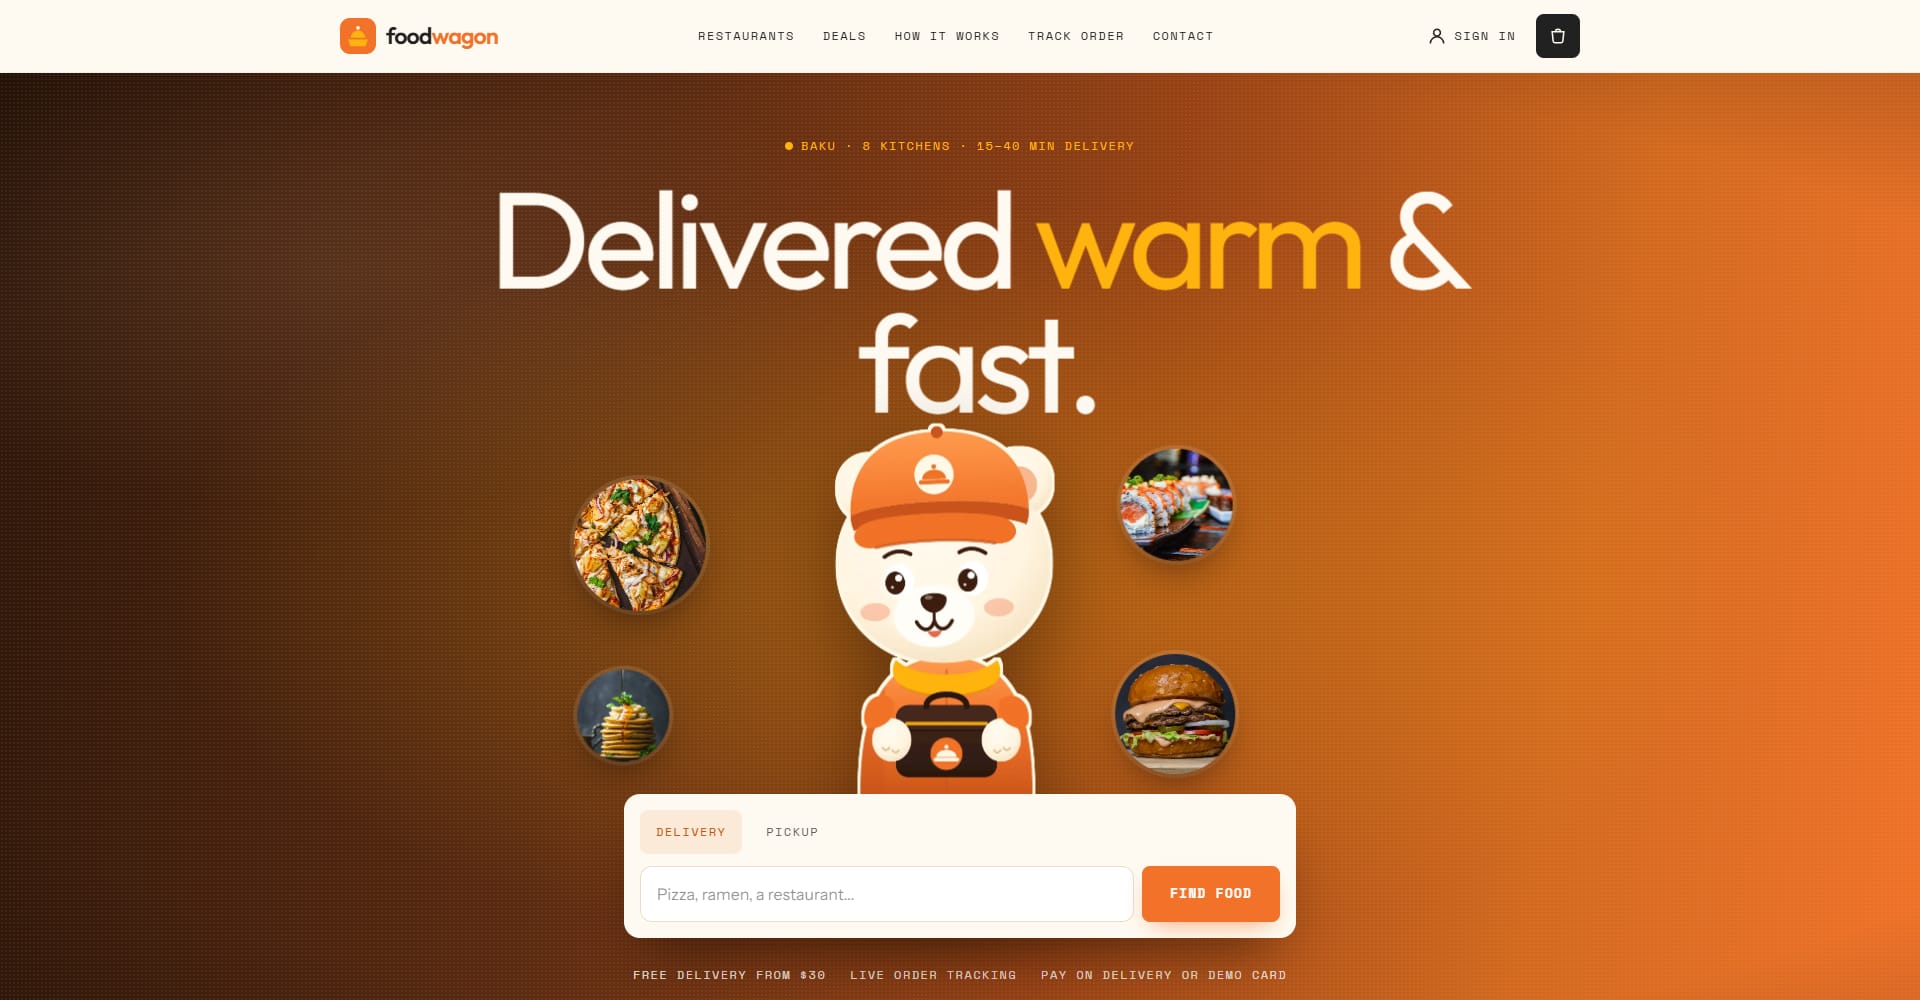 foodwagon
RESTAURANTS DEALS HOW IT WORKS TRACK ORDER CONTACT
SIGN IN
BAKU · 8 KITCHENS · 15–40 MIN DELIVERY
Delivered warm &
fast.
DELIVERY PICKUP
Pizza, ramen, a restaurant...
FIND FOOD
FREE DELIVERY FROM $30 LIVE ORDER TRACKING PAY ON DELIVERY OR DEMO CARD